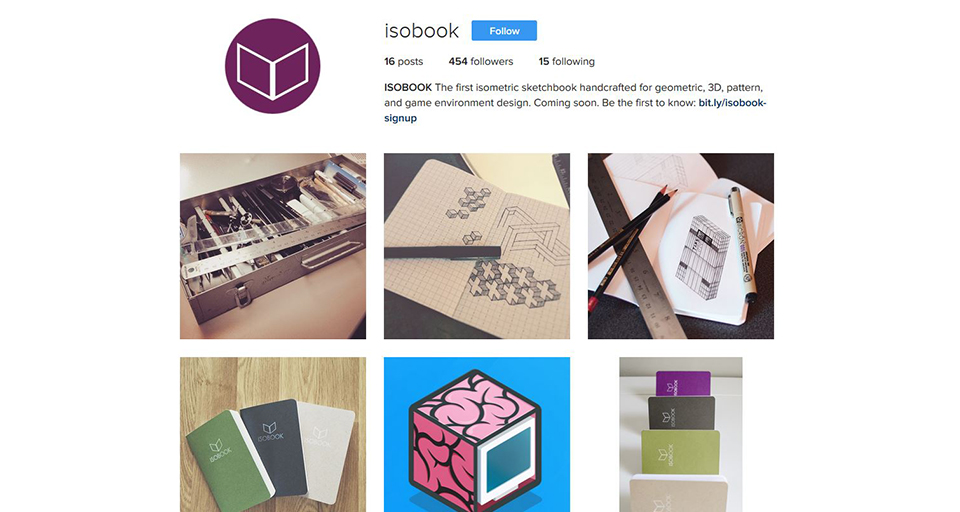 isobook Follow
16 posts 454 followers 15 following
ISOBOOK The first isometric sketchbook handcrafted for geometric, 3D, pattern,
and game environment design. Coming soon. Be the first to know: bit.ly/isobook-
signup
ISOBOOK
ISOBOOK
ISOBOOK
ISOBOOK
ISOBOOK